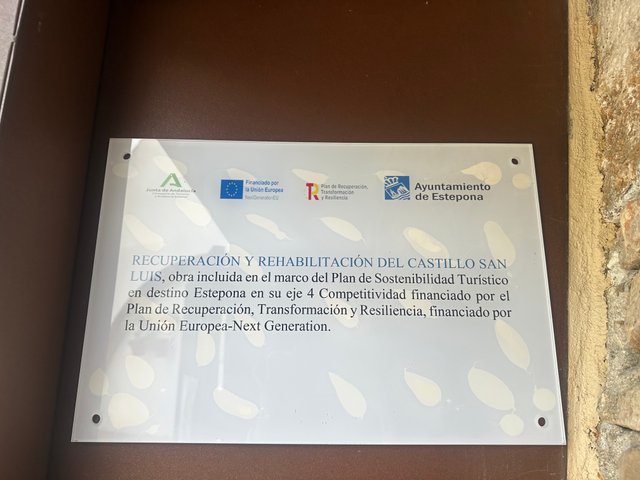 Junta de Andalucía
Financiado por
la Unión Europea
NextGenerationEU
Plan de Recuperación,
Transformación
y Resiliencia
Ayuntamiento
de Estepona
RECUPERACIÓN Y REHABILITACIÓN DEL CASTILLO SAN
LUIS, obra incluida en el marco del Plan de Sostenibilidad Turístico
en destino Estepona en su eje 4 Competitividad financiado por el
Plan de Recuperación, Transformación y Resiliencia, financiado por
la Unión Europea-Next Generation.